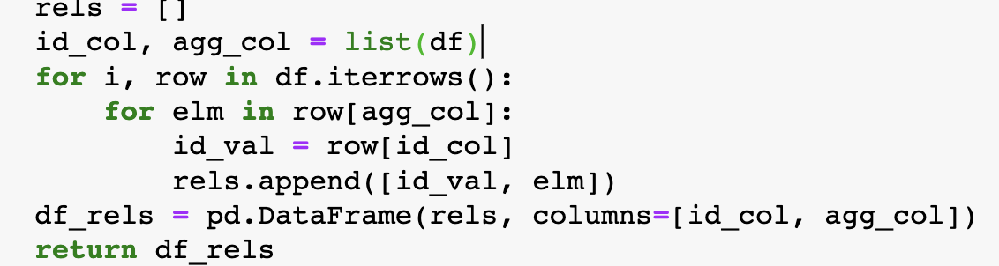 rels = []
id_col, agg_col = list(df)
for i, row in df.iterrows():
    for elm in row[agg_col]:
        id_val = row[id_col]
        rels.append([id_val, elm])
df_rels = pd.DataFrame(rels, columns=[id_col, agg_col])
return df_rels